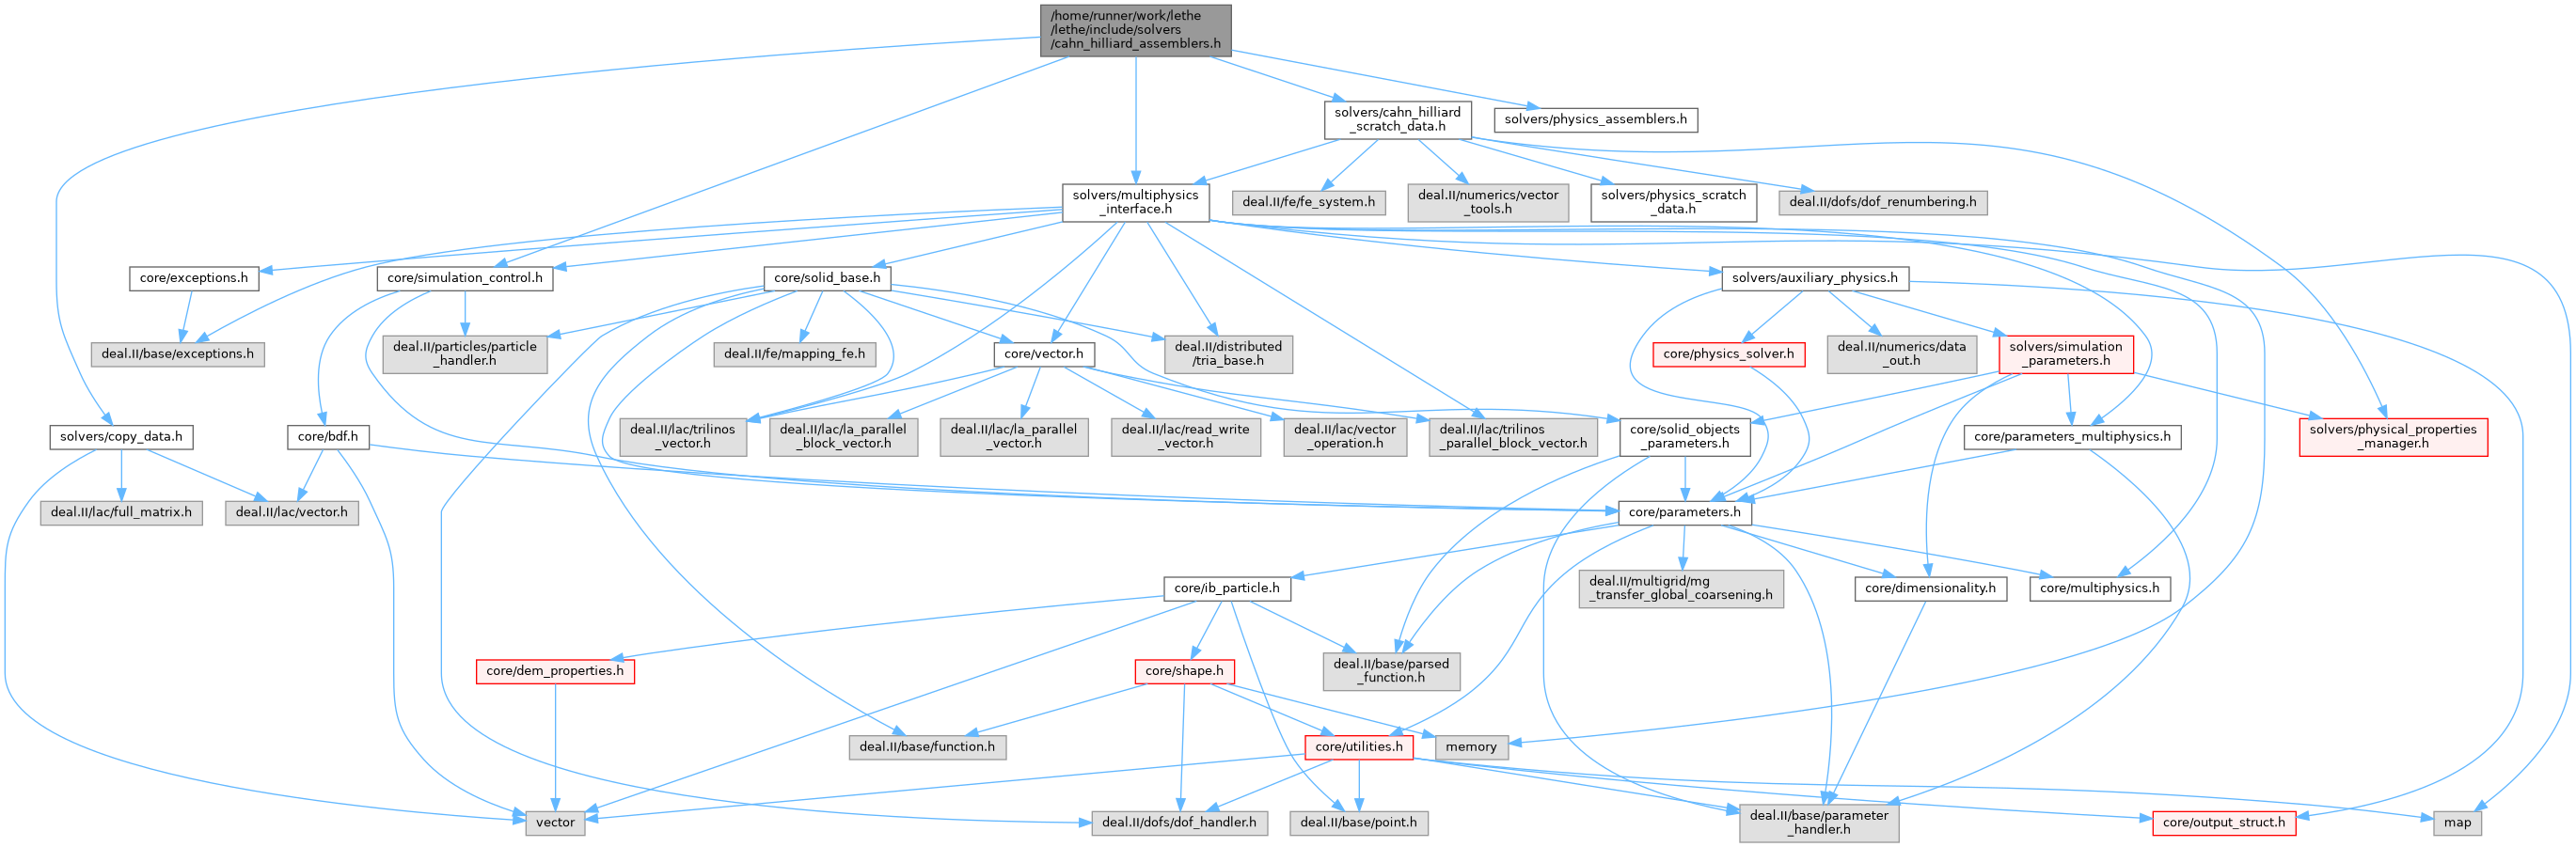 /home/runner/work/lethe
/lethe/include/solvers
/cahn_hilliard_assemblers.h
solvers/cahn_hilliard
_scratch_data.h
solvers/physics_assemblers.h
solvers/multiphysics
_interface.h
deal.II/fe/fe_system.h
deal.II/numerics/vector
_tools.h
solvers/physics_scratch
_data.h
deal.II/dofs/dof_renumbering.h
core/exceptions.h
core/simulation_control.h
core/solid_base.h
solvers/auxiliary_physics.h
deal.II/base/exceptions.h
deal.II/particles/particle
_handler.h
deal.II/fe/mapping_fe.h
core/vector.h
deal.II/distributed
/tria_base.h
core/physics_solver.h
deal.II/numerics/data
_out.h
solvers/simulation
_parameters.h
solvers/copy_data.h
core/bdf.h
deal.II/lac/trilinos
_vector.h
deal.II/lac/la_parallel
_block_vector.h
deal.II/lac/la_parallel
_vector.h
deal.II/lac/read_write
_vector.h
deal.II/lac/vector
_operation.h
deal.II/lac/trilinos
_parallel_block_vector.h
core/solid_objects
_parameters.h
core/parameters_multiphysics.h
solvers/physical_properties
_manager.h
deal.II/lac/full_matrix.h
deal.II/lac/vector.h
core/parameters.h
core/ib_particle.h
deal.II/multigrid/mg
_transfer_global_coarsening.h
core/dimensionality.h
core/multiphysics.h
core/dem_properties.h
core/shape.h
deal.II/base/parsed
_function.h
deal.II/base/function.h
core/utilities.h
memory
vector
deal.II/dofs/dof_handler.h
deal.II/base/point.h
deal.II/base/parameter
_handler.h
core/output_struct.h
map